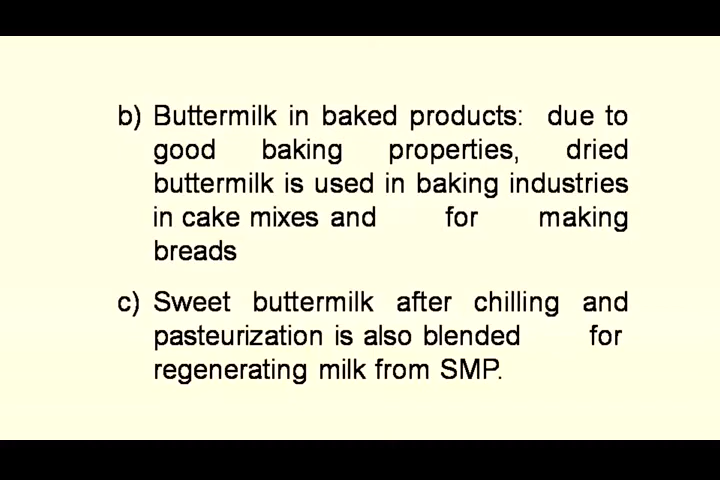 b) Buttermilk in baked products: due to
good baking properties, dried
buttermilk is used in baking industries
in cake mixes and for making
breads
c) Sweet buttermilk after chilling and
pasteurization is also blended for
regenerating milk from SMP.